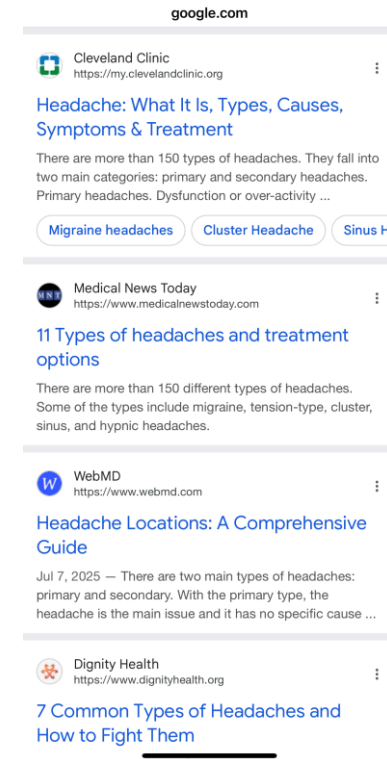 google.com
Cleveland Clinic
https://my.clevelandclinic.org
Headache: What It Is, Types, Causes,
Symptoms & Treatment
There are more than 150 types of headaches. They fall into
two main categories: primary and secondary headaches.
Primary headaches. Dysfunction or over-activity ...
Migraine headaches
Cluster Headache
Sinus H
MNT
Medical News Today
https://www.medicalnewstoday.com
11 Types of headaches and treatment
options
There are more than 150 different types of headaches.
Some of the types include migraine, tension-type, cluster,
sinus, and hypnic headaches.
W
WebMD
https://www.webmd.com
Headache Locations: A Comprehensive
Guide
Jul 7, 2025 — There are two main types of headaches:
primary and secondary. With the primary type, the
headache is the main issue and it has no specific cause ...
Dignity Health
https://www.dignityhealth.org
7 Common Types of Headaches and
How to Fight Them